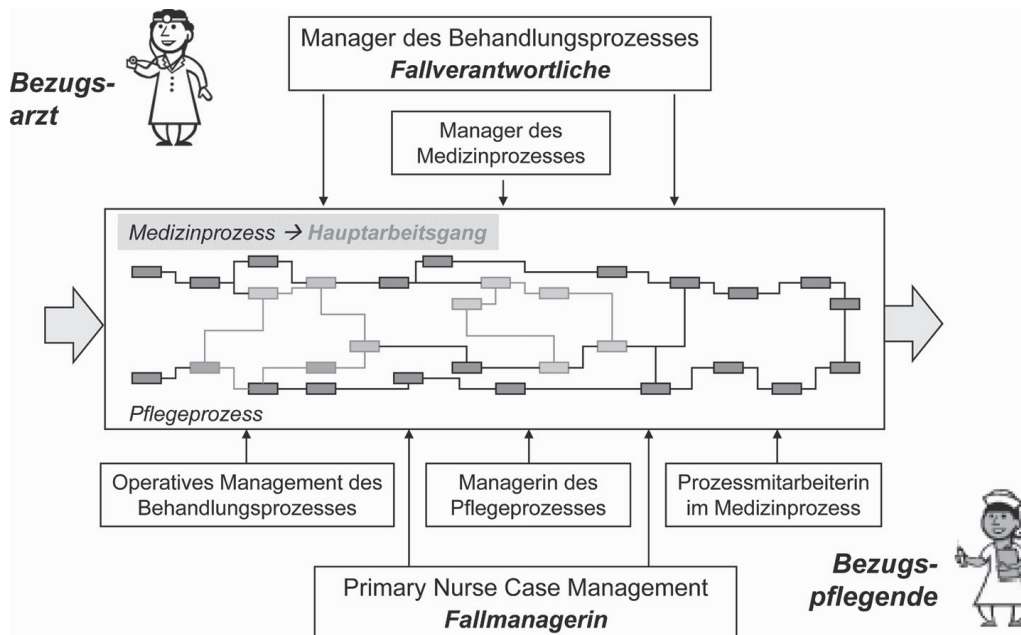 Bezugs-
arzt
Manager des Behandlungsprozesses
Fallverantwortliche
Manager des
Medizinprozesses
Medizinprozess → Hauptarbeitsgang
Pflegeprozess
Operatives Management des
Behandlungsprozesses
Managerin des
Pflegeprozesses
Prozessmitarbeiterin
im Medizinprozess
Primary Nurse Case Management
Fallmanagerin
Bezugs-
pflegende